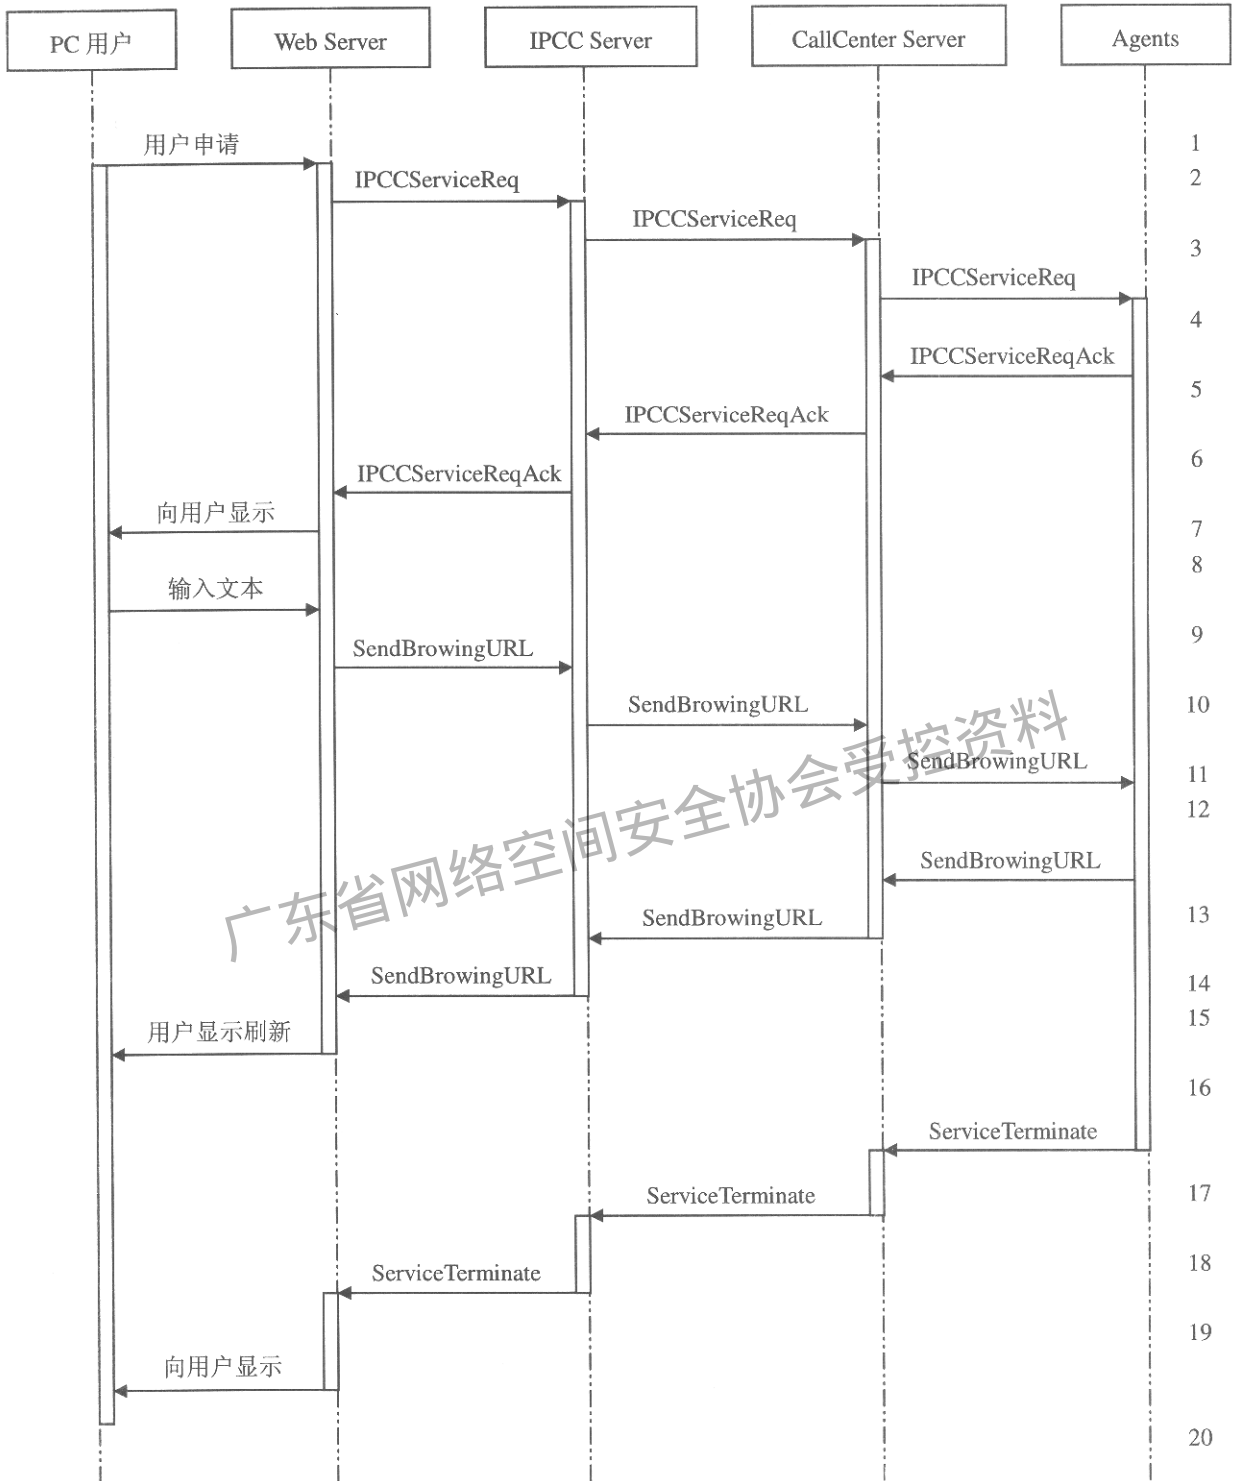 PC 用户
Web Server
IPCC Server
CallCenter Server
Agents
用户申请
1
IPCCServiceReq
2
IPCCServiceReq
3
IPCCServiceReq
4
IPCCServiceReqAck
5
IPCCServiceReqAck
6
IPCCServiceReqAck
向用户显示
7
8
输入文本
9
SendBrowingURL
SendBrowingURL
10
SendBrowingURL
11
12
SendBrowingURL
13
SendBrowingURL
SendBrowingURL
14
15
用户显示刷新
16
ServiceTerminate
17
ServiceTerminate
18
ServiceTerminate
19
向用户显示
20
广东省网络空间安全协会受控资料